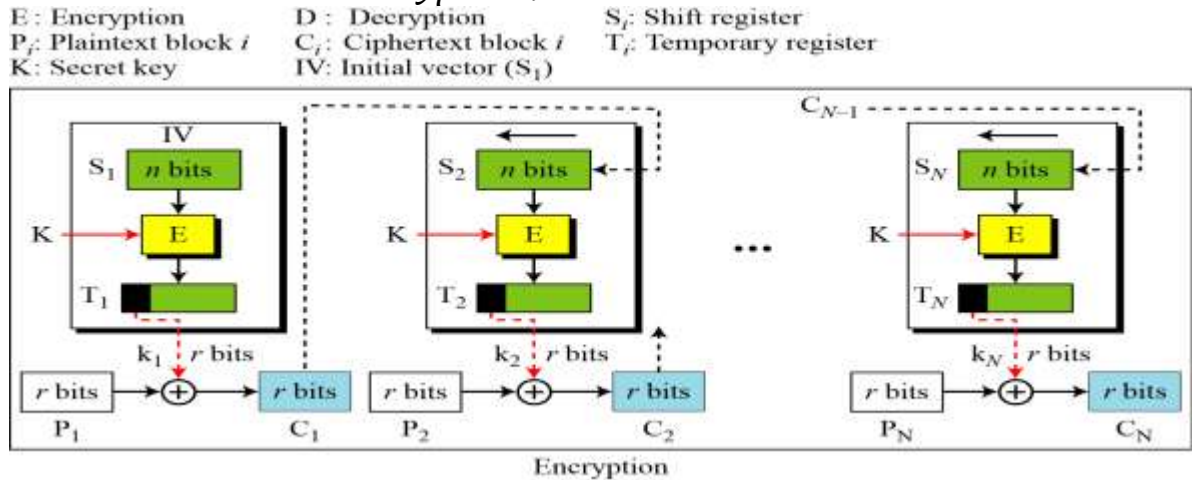 E : Encryption D : Decryption S_i: Shift register
P_i: Plaintext block i C_i: Ciphertext block i T_i: Temporary register
K: Secret key IV: Initial vector (S_1)
C_{N−1}
IV
S_1 n bits S_2 n bits S_N n bits
K E K E K E
•••
T_1 T_2 T_N
k_1 r bits k_2 r bits k_N r bits
r bits + r bits r bits + r bits r bits + r bits
P_1 C_1 P_2 C_2 P_N C_N
Encryption